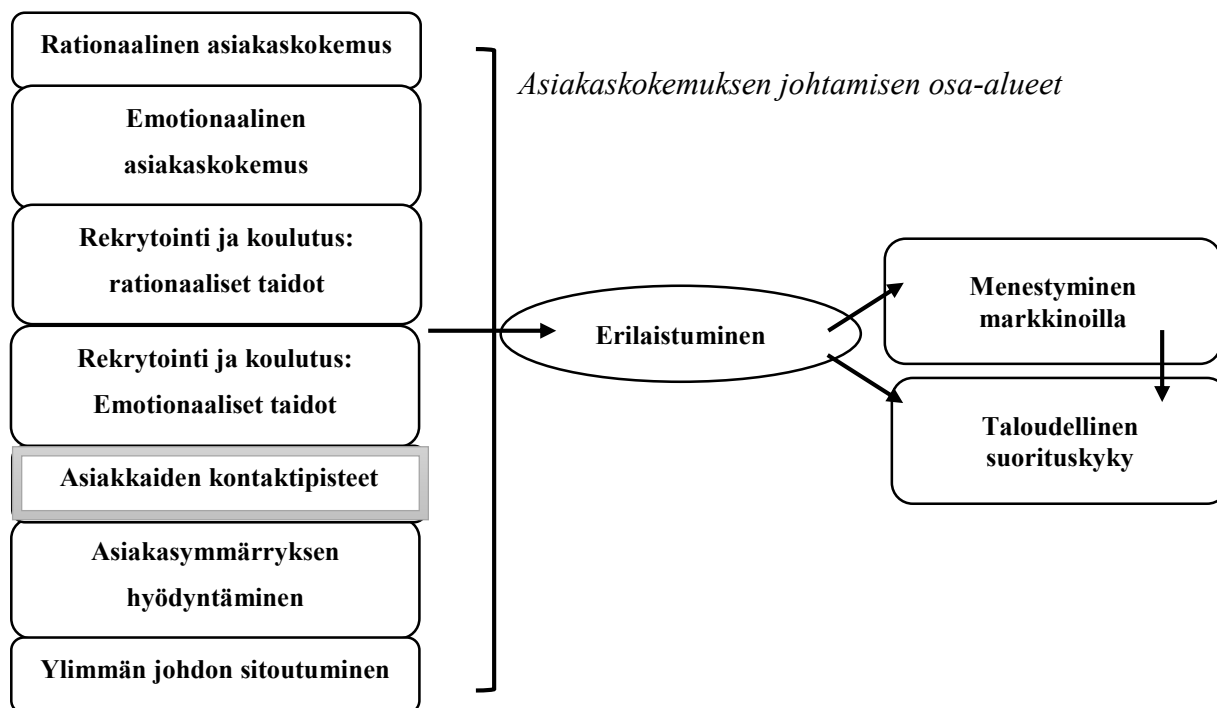 Rationaalinen asiakaskokemus
Emotionaalinen
asiakaskokemus
Rekrytointi ja koulutus:
rationaaliset taidot
Rekrytointi ja koulutus:
Emotionaaliset taidot
Asiakkaiden kontaktipisteet
Asiakasymmärryksen
hyödyntäminen
Ylimmän johdon sitoutuminen
Asiakaskokemuksen johtamisen osa-alueet
Erilaistuminen
Menestyminen
markkinoilla
Taloudellinen
suorituskyky